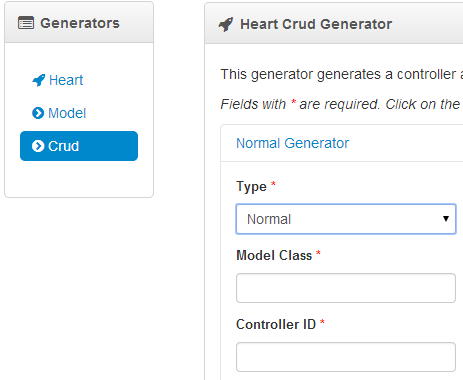 Generators
Heart
Model
Crud
Heart Crud Generator
This generator generates a controller
Fields with * are required. Click on the
Normal Generator
Type *
Normal
Model Class *
Controller ID *